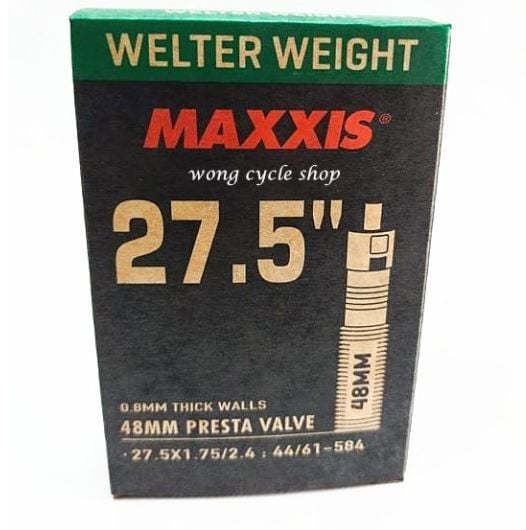 WELTER WEIGHT
MAXXIS®
wong cycle shop
27.5"
48MM
0.8MM THICK WALLS
48MM PRESTA VALVE
·27.5X1.75/2.4 : 44/61-584